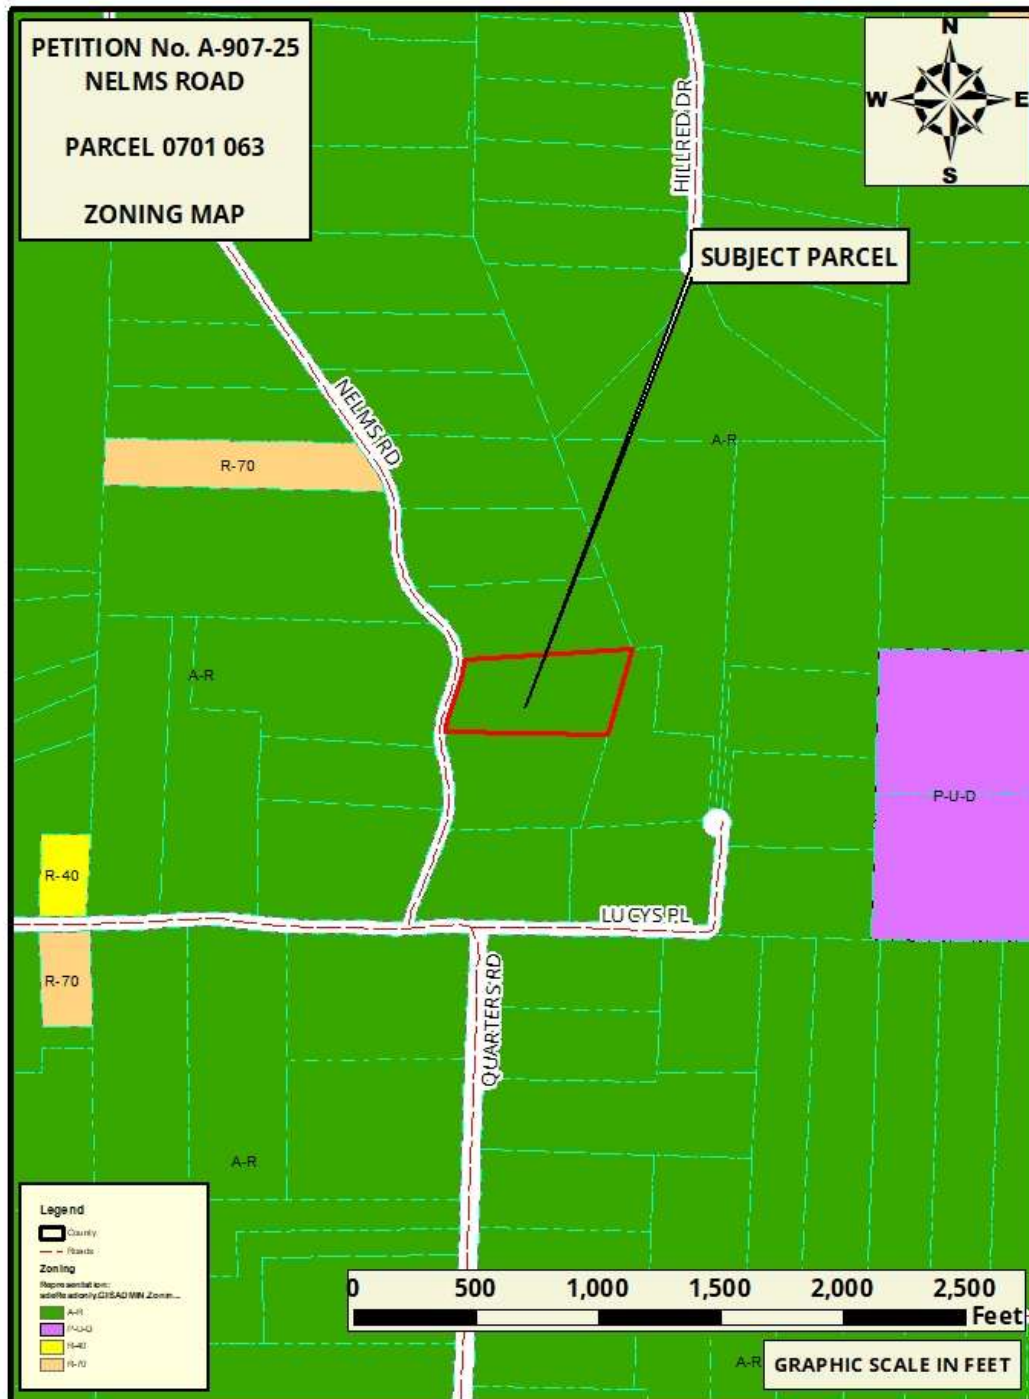 PETITION No. A-907-25
NELMS ROAD
PARCEL 0701 063
ZONING MAP
N
W
E
S
HILLRED DR
SUBJECT PARCEL
NELMS RD
A-R
R-70
A-R
P-U-D
R-40
LUCYS PL
R-70
QUARTERS RD
A-R
Legend
County
Roads
Zoning
Representation:
A-R
P-U-D
R-40
R-70
0 500 1,000 1,500 2,000 2,500
Feet
A-R
GRAPHIC SCALE IN FEET